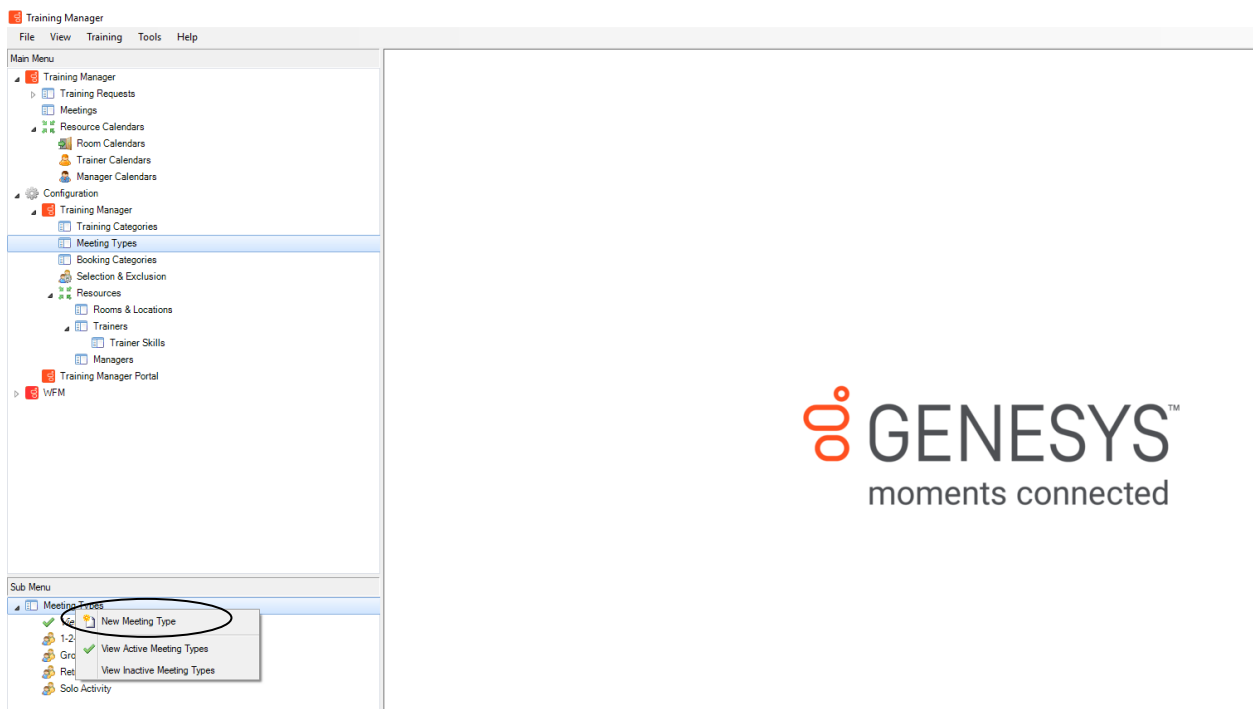 Training Manager
File View Training Tools Help
Main Menu
Training Manager
Training Requests
Meetings
Resource Calendars
Room Calendars
Trainer Calendars
Manager Calendars
Configuration
Training Manager
Training Categories
Meeting Types
Booking Categories
Selection & Exclusion
Resources
Rooms & Locations
Trainers
Trainer Skills
Managers
Training Manager Portal
WFM
GENESYS™
moments connected
Sub Menu
Meeting Types
New Meeting Type
1-2-
View Active Meeting Types
View Inactive Meeting Types
Solo Activity